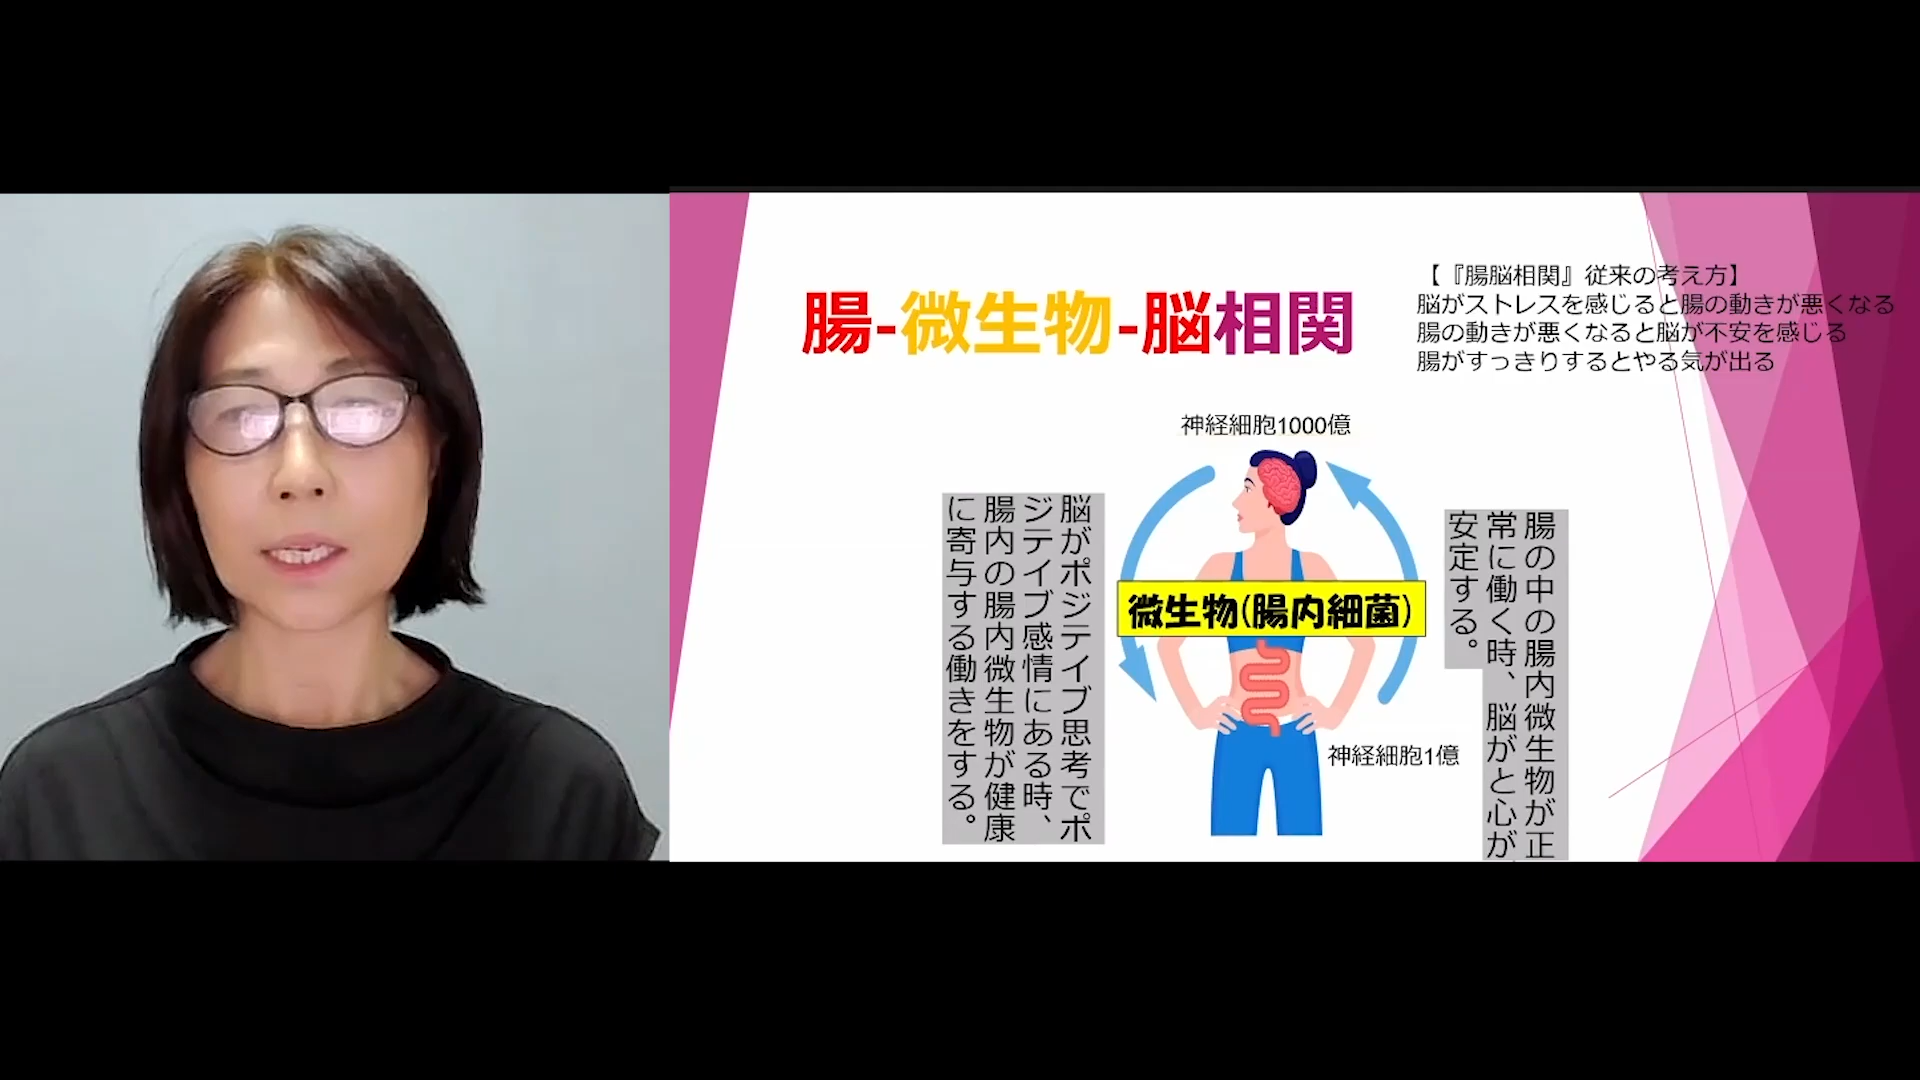 腸-微生物-脳相関
【『腸脳相関』従来の考え方】
脳がストレスを感じると腸の動きが悪くなる
腸の動きが悪くなると脳が不安を感じる
腸がすっきりするとやる気が出る
神経細胞1000億
微生物(腸内細菌)
神経細胞1億
腸の中の腸内微生物が正
常に働く時、脳がと心が
安定する。
脳がポジテイブ思考でポ
ジテイブ感情にある時、
腸内の腸内微生物が健康
に寄与する働きをする。